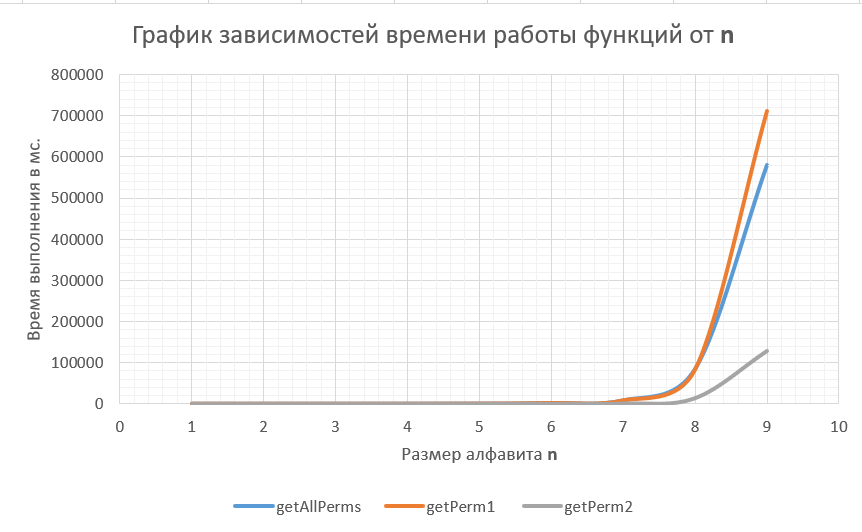 График зависимостей времени работы функций от n
800000
700000
600000
500000
400000
300000
200000
100000
0
Время выполнения в мс.
0 1 2 3 4 5 6 7 8 9 10
Размер алфавита n
getAllPerms getPerm1 getPerm2